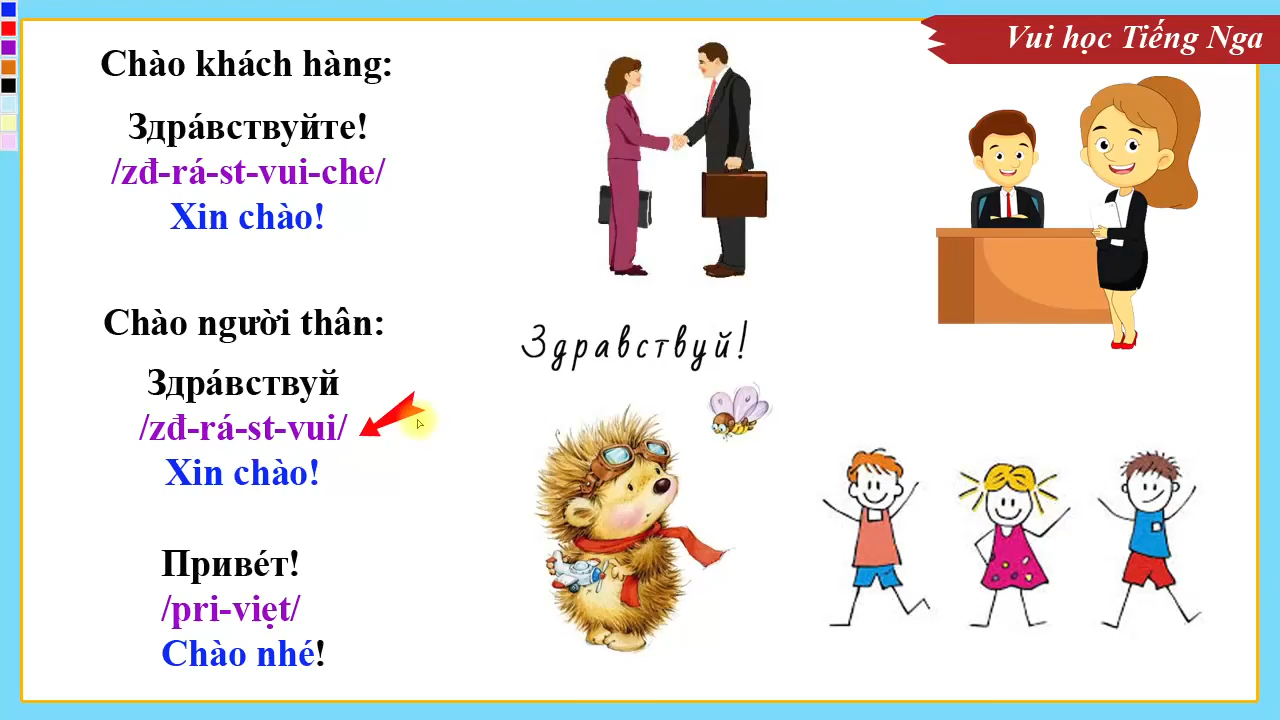 Vui học Tiếng Nga
Chào khách hàng:
Здра́вствуйте!
/zđ-rá-st-vui-che/
Xin chào!
Chào người thân:
Здра́вствуй
/zđ-rá-st-vui/
Xin chào!
Приве́т!
/pri-việt/
Chào nhé!
Здравствуй!